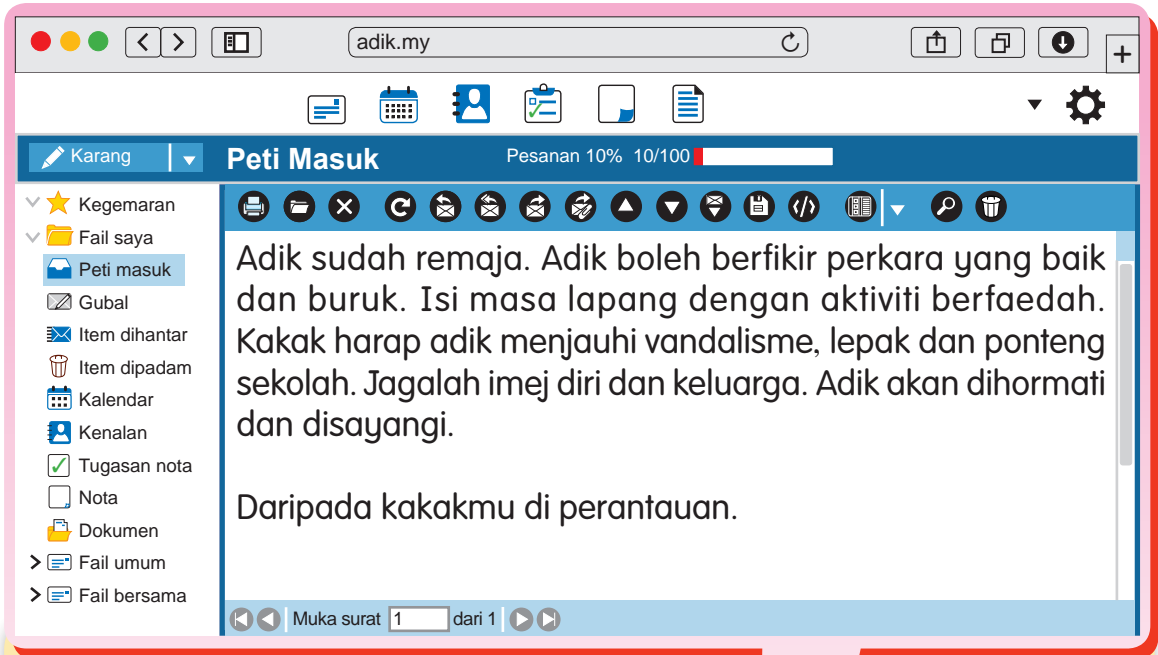 adik.my
Karang
Peti Masuk
Pesanan 10% 10/100
Kegemaran
Fail saya
Peti masuk
Gubal
Item dihantar
Item dipadam
Kalendar
Kenalan
Tugasan nota
Nota
Dokumen
Fail umum
Fail bersama
Adik sudah remaja. Adik boleh berfikir perkara yang baik
dan buruk. Isi masa lapang dengan aktiviti berfaedah.
Kakak harap adik menjauhi vandalisme, lepak dan ponteng
sekolah. Jagalah imej diri dan keluarga. Adik akan dihormati
dan disayangi.
Daripada kakakmu di perantauan.
Muka surat 1 dari 1